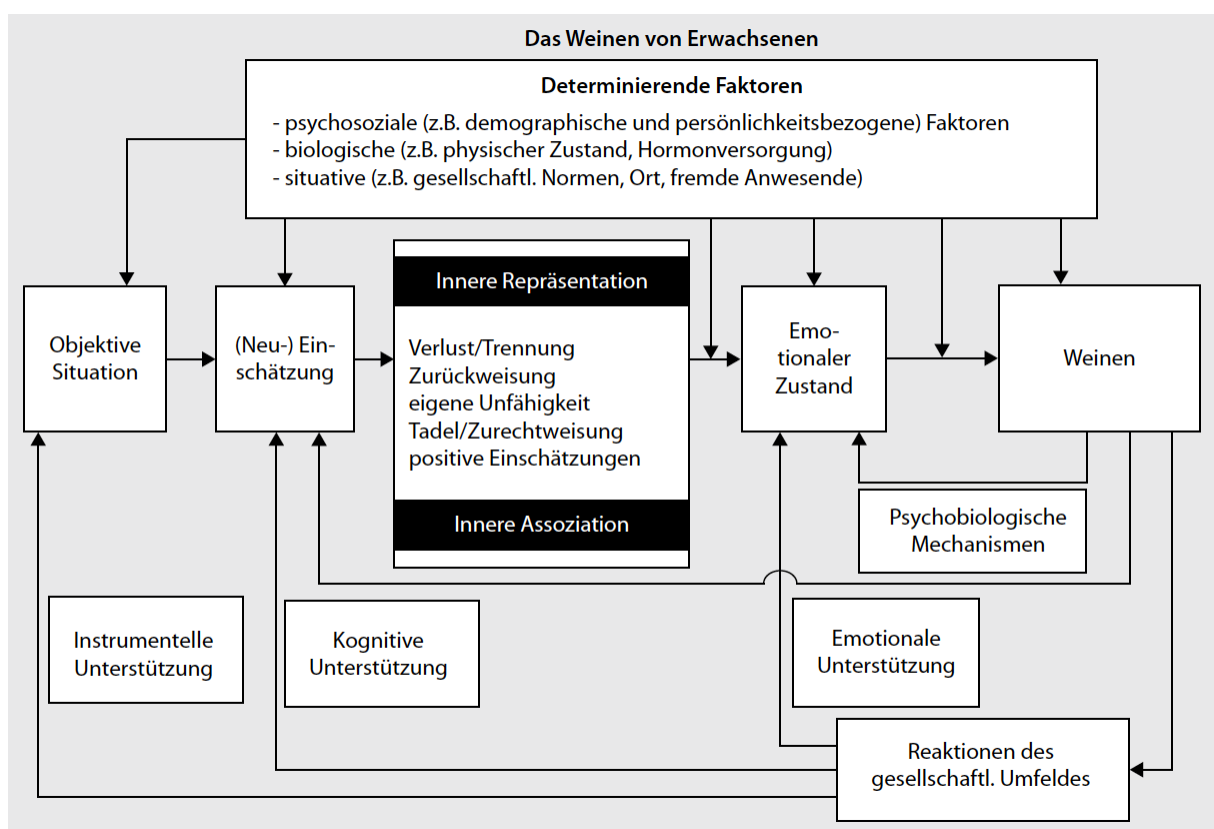 Das Weinen von Erwachsenen
Determinierende Faktoren
- psychosoziale (z.B. demographische und persönlichkeitsbezogene) Faktoren
- biologische (z.B. physischer Zustand, Hormonversorgung)
- situative (z.B. gesellschaftl. Normen, Ort, fremde Anwesende)
Objektive
Situation
(Neu-) Ein-
schätzung
Innere Repräsentation
Verlust/Trennung
Zurückweisung
eigene Unfähigkeit
Tadel/Zurechtweisung
positive Einschätzungen
Innere Assoziation
Emo-
tionaler
Zustand
Weinen
Psychobiologische
Mechanismen
Instrumentelle
Unterstützung
Kognitive
Unterstützung
Emotionale
Unterstützung
Reaktionen des
gesellschaftl. Umfeldes